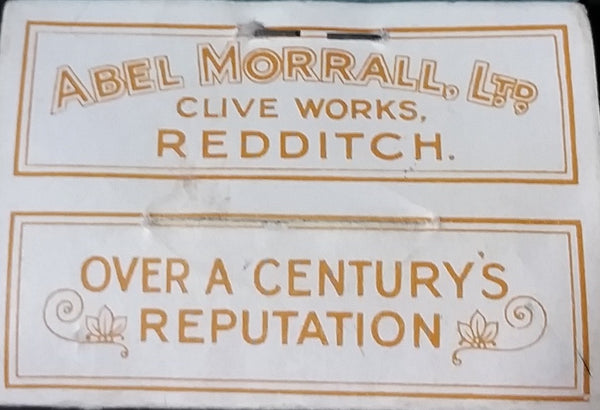 ABEL MORRALL, LTD.
CLIVE WORKS,
REDDITCH.
OVER A CENTURY'S
REPUTATION